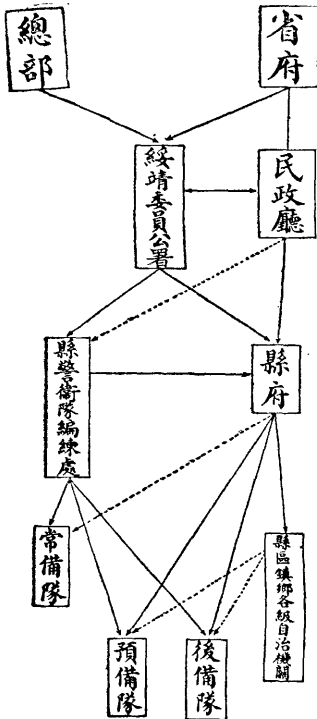 總部
省府
綏靖委員公署
民政廳
縣警衛隊編練處
縣府
常備隊
縣區鎮鄉各級自治機關
預備隊
後備隊